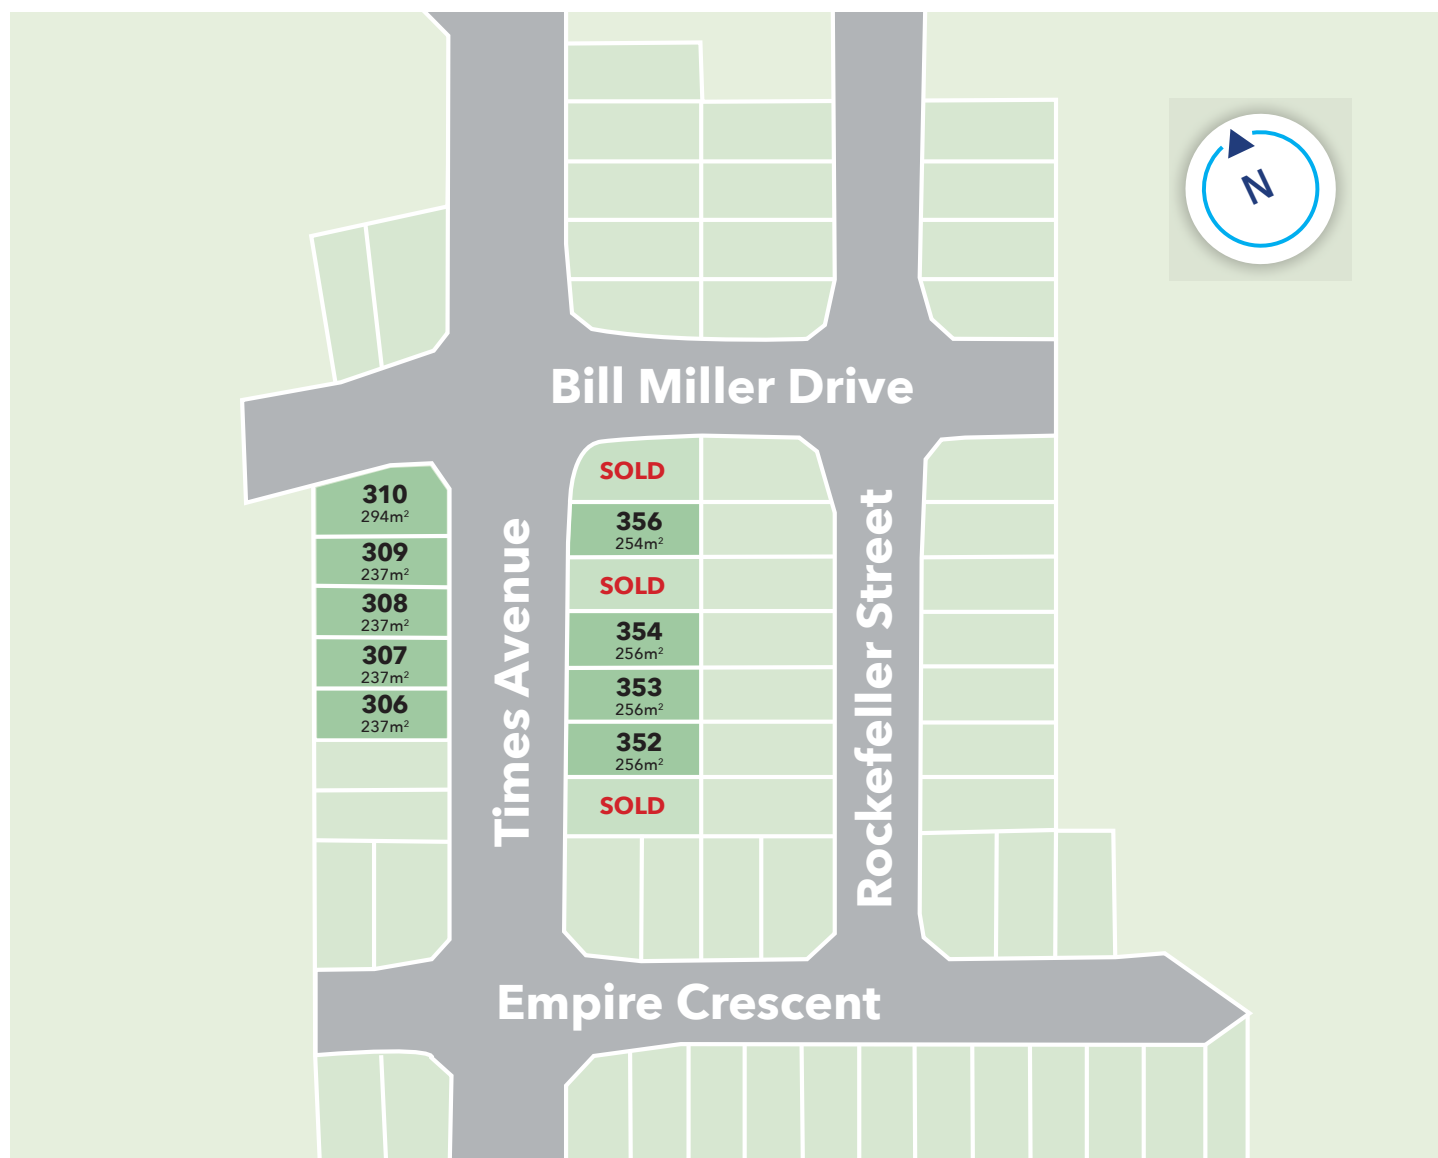 N
Bill Miller Drive
310
294m²
309
237m²
308
237m²
307
237m²
306
237m²
Times Avenue
SOLD
356
254m²
SOLD
354
256m²
353
256m²
352
256m²
SOLD
Rockefeller Street
Empire Crescent